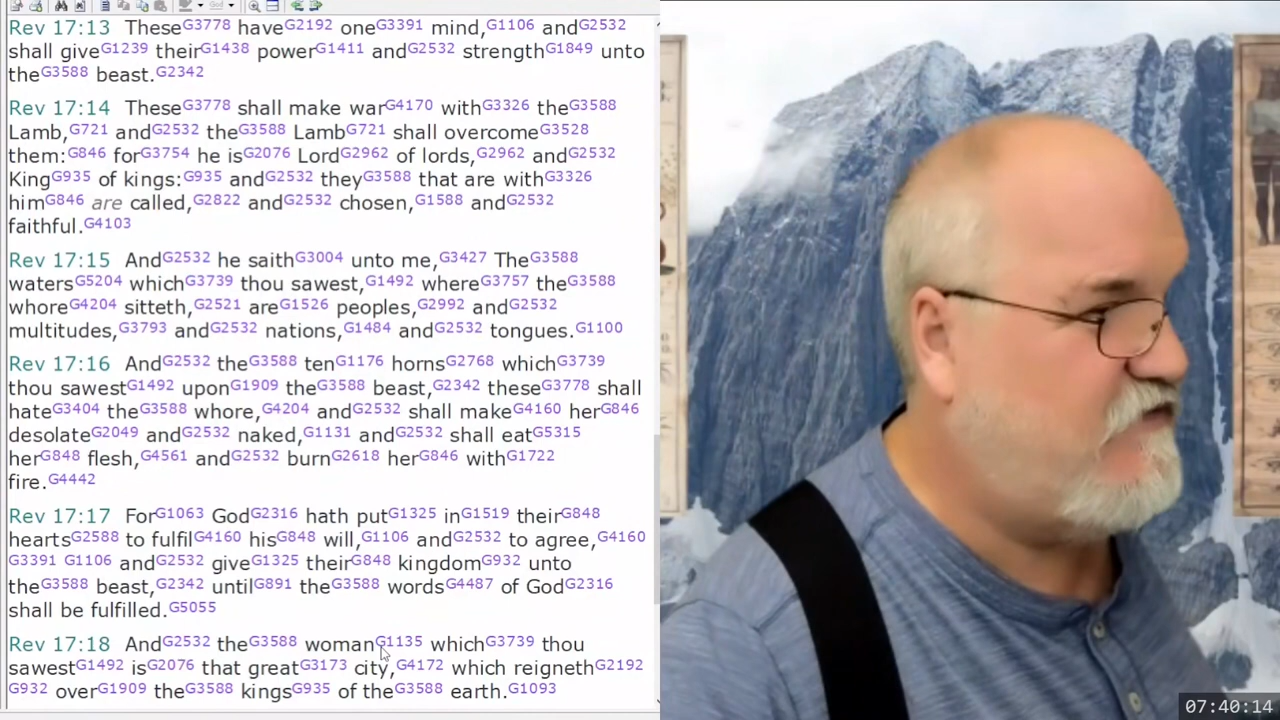 Rev 17:13 TheseG3778 haveG2192 oneG3391 mind,G1106 andG2532
shall giveG1239 theirG1438 powerG1411 andG2532 strengthG1849 unto
theG3588 beast.G2342
Rev 17:14 TheseG3778 shall make warG4170 withG3326 theG3588
Lamb,G721 andG2532 theG3588 LambG721 shall overcomeG3528
them:G846 forG3754 he isG2076 LordG2962 of lords,G2962 andG2532
KingG935 of kings:G935 andG2532 theyG3588 that are withG3326
himG846 are called,G2822 andG2532 chosen,G1588 andG2532
faithful.G4103
Rev 17:15 AndG2532 he saithG3004 unto me,G3427 TheG3588
watersG5204 whichG3739 thou sawest,G1492 whereG3757 theG3588
whoreG4204 sitteth,G2521 areG1526 peoples,G2992 andG2532
multitudes,G3793 andG2532 nations,G1484 andG2532 tongues.G1100
Rev 17:16 AndG2532 theG3588 tenG1176 hornsG2768 whichG3739
thou sawestG1492 uponG1909 theG3588 beast,G2342 theseG3778 shall
hateG3404 theG3588 whore,G4204 andG2532 shall makeG4160 herG846
desolateG2049 andG2532 naked,G1131 andG2532 shall eatG5315
herG848 flesh,G4561 andG2532 burnG2618 herG846 withG1722
fire.G4442
Rev 17:17 ForG1063 GodG2316 hath putG1325 inG1519 theirG848
heartsG2588 to fulfilG4160 hisG848 will,G1106 andG2532 to agree,G4160
G3391 G1106 andG2532 giveG1325 theirG848 kingdomG932 unto
theG3588 beast,G2342 untilG891 theG3588 wordsG4487 of GodG2316
shall be fulfilled.G5055
Rev 17:18 AndG2532 theG3588 womanG1135 whichG3739 thou
sawestG1492 isG2076 that greatG3173 city,G4172 which reignethG2192
G932 overG1909 theG3588 kingsG935 of theG3588 earth.G1093
07:40:14